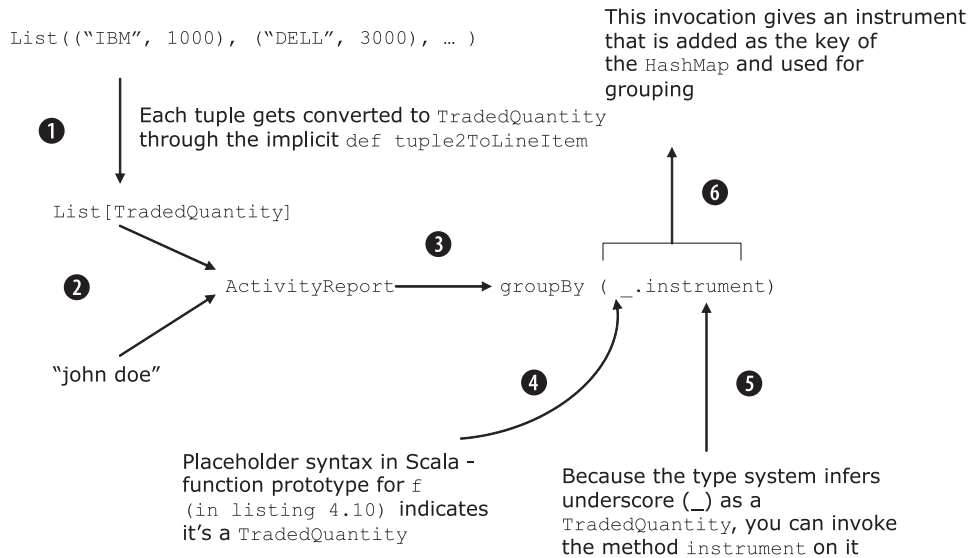 List((“IBM”, 1000), (“DELL”, 3000), … )
This invocation gives an instrument
that is added as the key of
the HashMap and used for
grouping
1
Each tuple gets converted to TradedQuantity
through the implicit def tuple2ToLineItem
6
List[TradedQuantity]
3
2
ActivityReport
groupBy ( _.instrument)
“john doe”
4
5
Placeholder syntax in Scala -
function prototype for f
(in listing 4.10) indicates
it's a TradedQuantity
Because the type system infers
underscore (_) as a
TradedQuantity, you can invoke
the method instrument on it